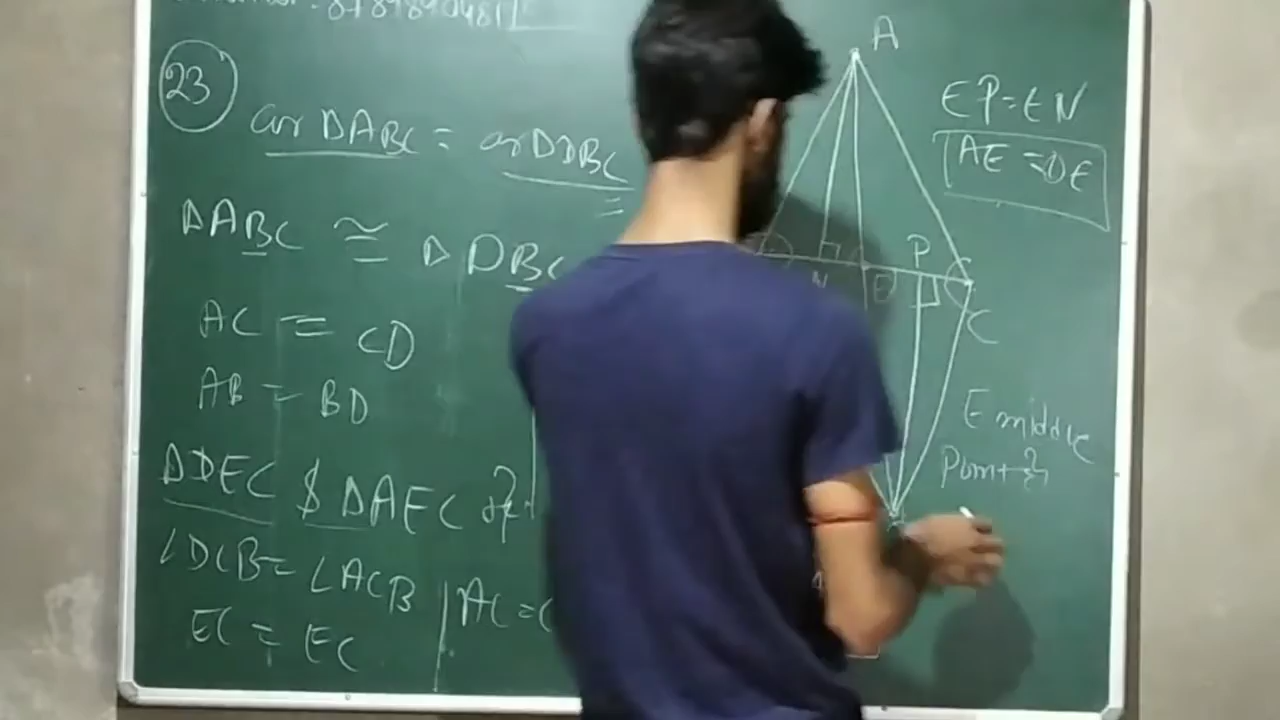 23
ar ΔABC = ar ΔDBC
ΔABC ≅ ΔDBC
AC = CD
AB = BD
ΔDEC $ ΔAEC
∠DCB = ∠ACB
EC = EC
AC =
A
EP = EN
AE = DE
P
N
E
C
E middle
Point